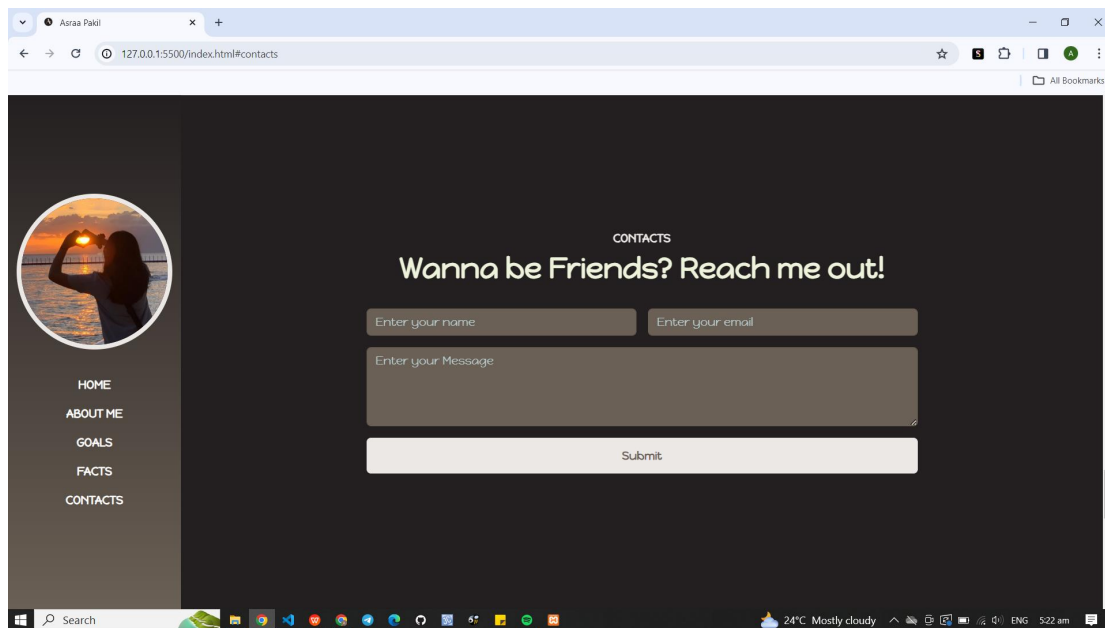 Asraa Pakil
127.0.0.1:5500/index.html#contacts
All Bookmarks
CONTACTS
Wanna be Friends? Reach me out!
Enter your name Enter your email
Enter your Message
Submit
HOME
ABOUT ME
GOALS
FACTS
CONTACTS
Search 24°C Mostly cloudy ENG 5:22 am